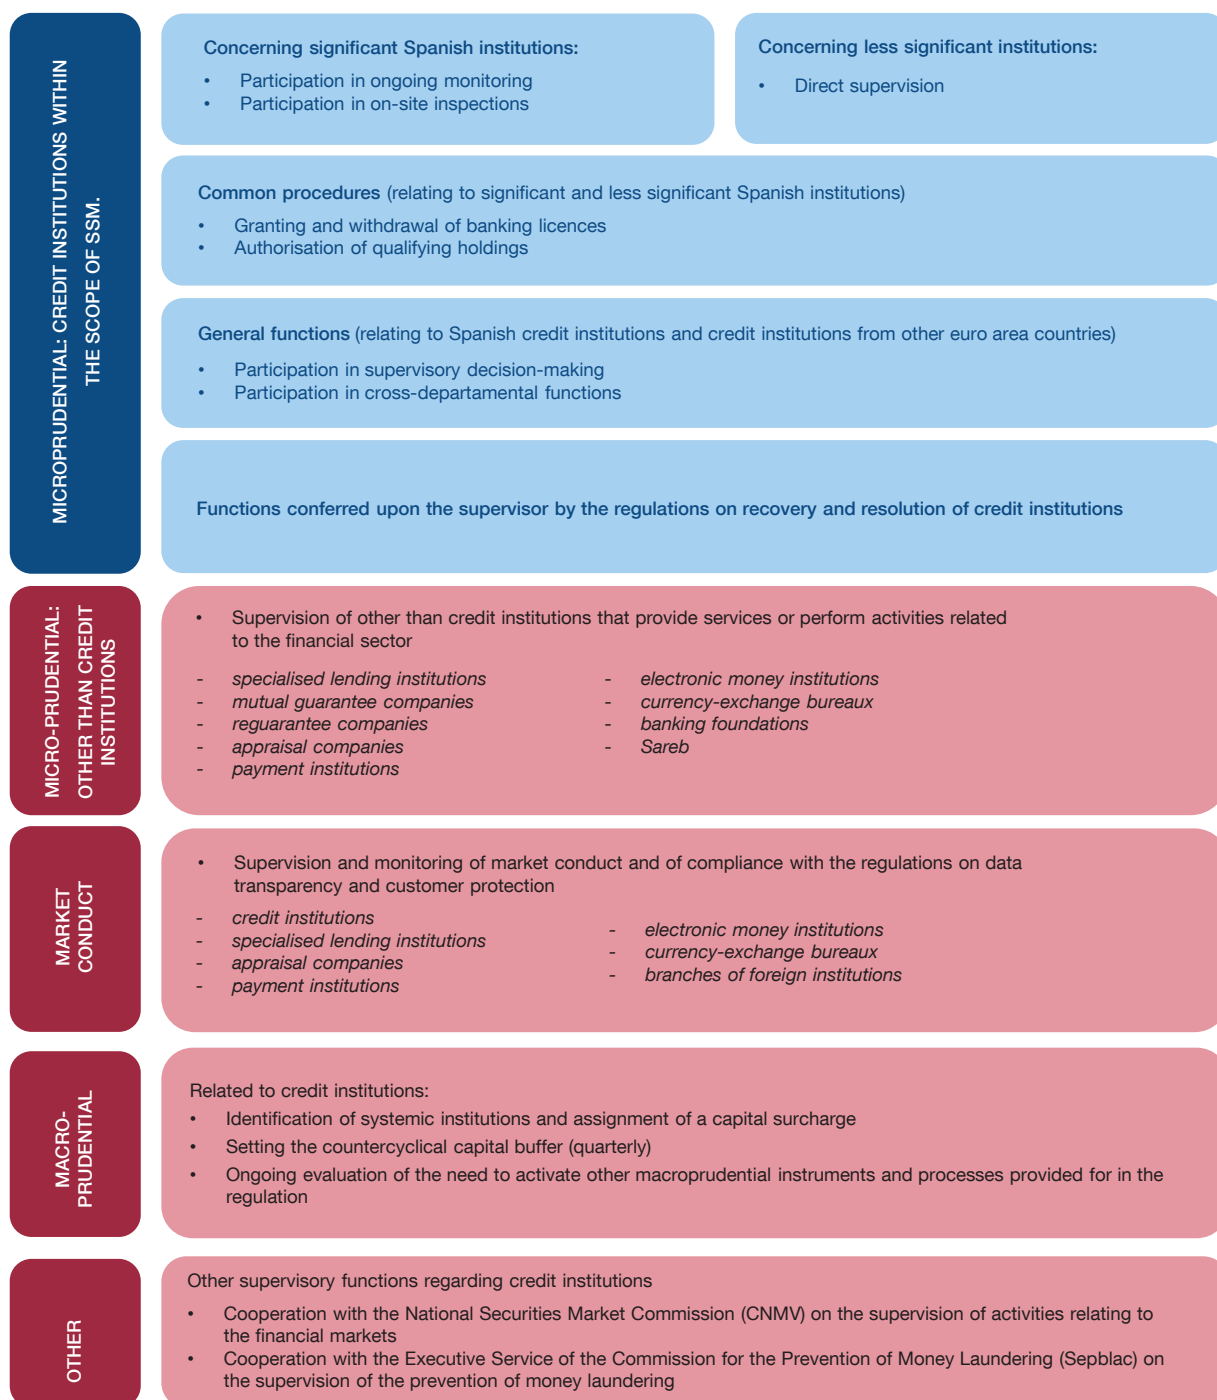 MICROPRUDENTIAL: CREDIT INSTITUTIONS WITHIN
THE SCOPE OF SSM.
Concerning significant Spanish institutions:
• Participation in ongoing monitoring
• Participation in on-site inspections
Concerning less significant institutions:
• Direct supervision
Common procedures (relating to significant and less significant Spanish institutions)
• Granting and withdrawal of banking licences
• Authorisation of qualifying holdings
General functions (relating to Spanish credit institutions and credit institutions from other euro area countries)
• Participation in supervisory decision-making
• Participation in cross-departamental functions
Functions conferred upon the supervisor by the regulations on recovery and resolution of credit institutions
MICRO-PRUDENTIAL:
OTHER THAN CREDIT
INSTITUTIONS
• Supervision of other than credit institutions that provide services or perform activities related
to the financial sector
- specialised lending institutions
- mutual guarantee companies
- reguarantee companies
- appraisal companies
- payment institutions
- electronic money institutions
- currency-exchange bureaux
- banking foundations
- Sareb
MARKET
CONDUCT
• Supervision and monitoring of market conduct and of compliance with the regulations on data
transparency and customer protection
- credit institutions
- specialised lending institutions
- appraisal companies
- payment institutions
- electronic money institutions
- currency-exchange bureaux
- branches of foreign institutions
MACRO-
PRUDENTIAL
Related to credit institutions:
• Identification of systemic institutions and assignment of a capital surcharge
• Setting the countercyclical capital buffer (quarterly)
• Ongoing evaluation of the need to activate other macroprudential instruments and processes provided for in the
regulation
OTHER
Other supervisory functions regarding credit institutions
• Cooperation with the National Securities Market Commission (CNMV) on the supervision of activities relating to
the financial markets
• Cooperation with the Executive Service of the Commission for the Prevention of Money Laundering (Sepblac) on
the supervision of the prevention of money laundering